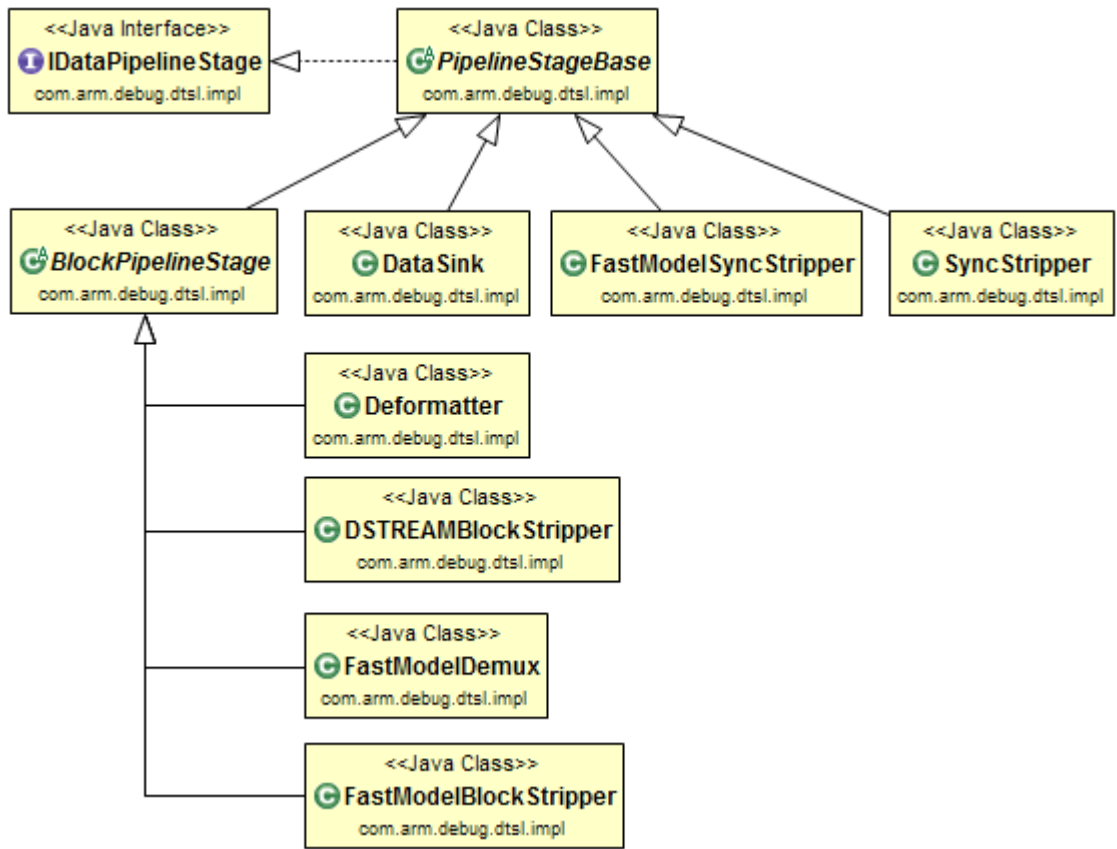 <<Java Interface>>
IDataPipelineStage
com.arm.debug.dtsl.impl
<<Java Class>>
PipelineStageBase
com.arm.debug.dtsl.impl
<<Java Class>>
BlockPipelineStage
com.arm.debug.dtsl.impl
<<Java Class>>
DataSink
com.arm.debug.dtsl.impl
<<Java Class>>
FastModelSyncStripper
com.arm.debug.dtsl.impl
<<Java Class>>
SyncStripper
com.arm.debug.dtsl.impl
<<Java Class>>
Deformatter
com.arm.debug.dtsl.impl
<<Java Class>>
DSTREAMBlockStripper
com.arm.debug.dtsl.impl
<<Java Class>>
FastModelDemux
com.arm.debug.dtsl.impl
<<Java Class>>
FastModelBlockStripper
com.arm.debug.dtsl.impl